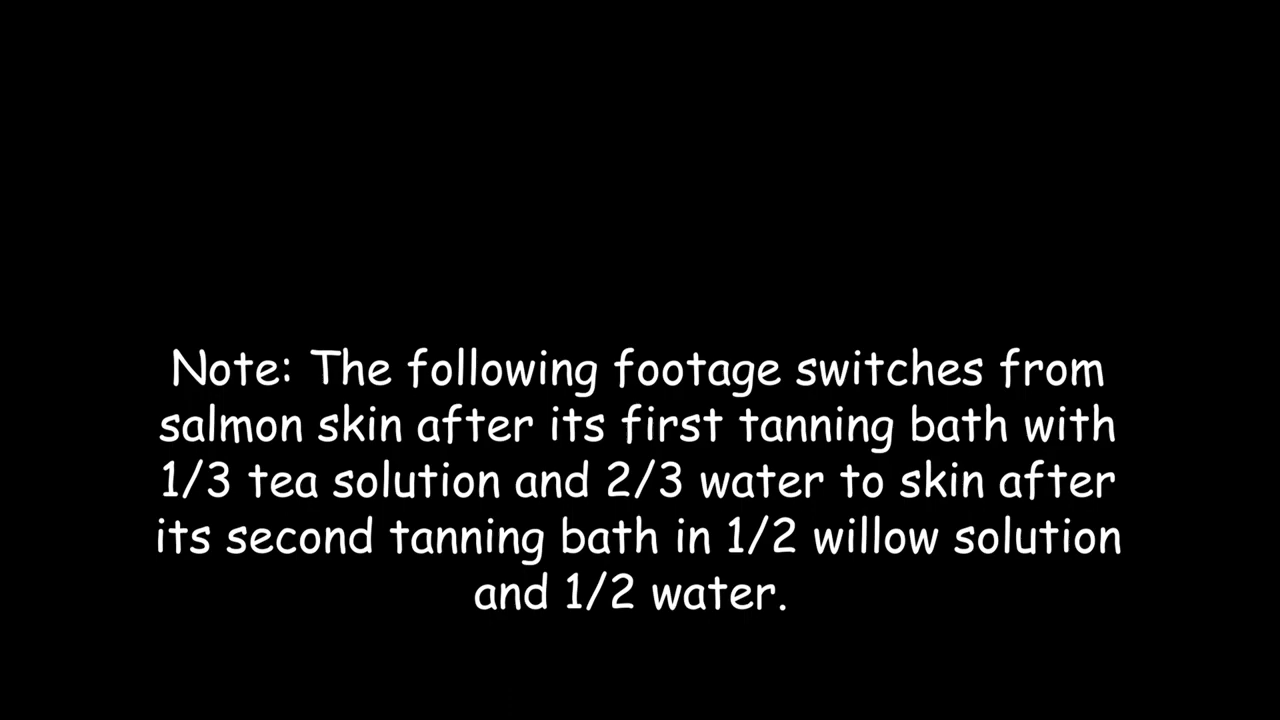 Note: The following footage switches from
salmon skin after its first tanning bath with
1/3 tea solution and 2/3 water to skin after
its second tanning bath in 1/2 willow solution
and 1/2 water.